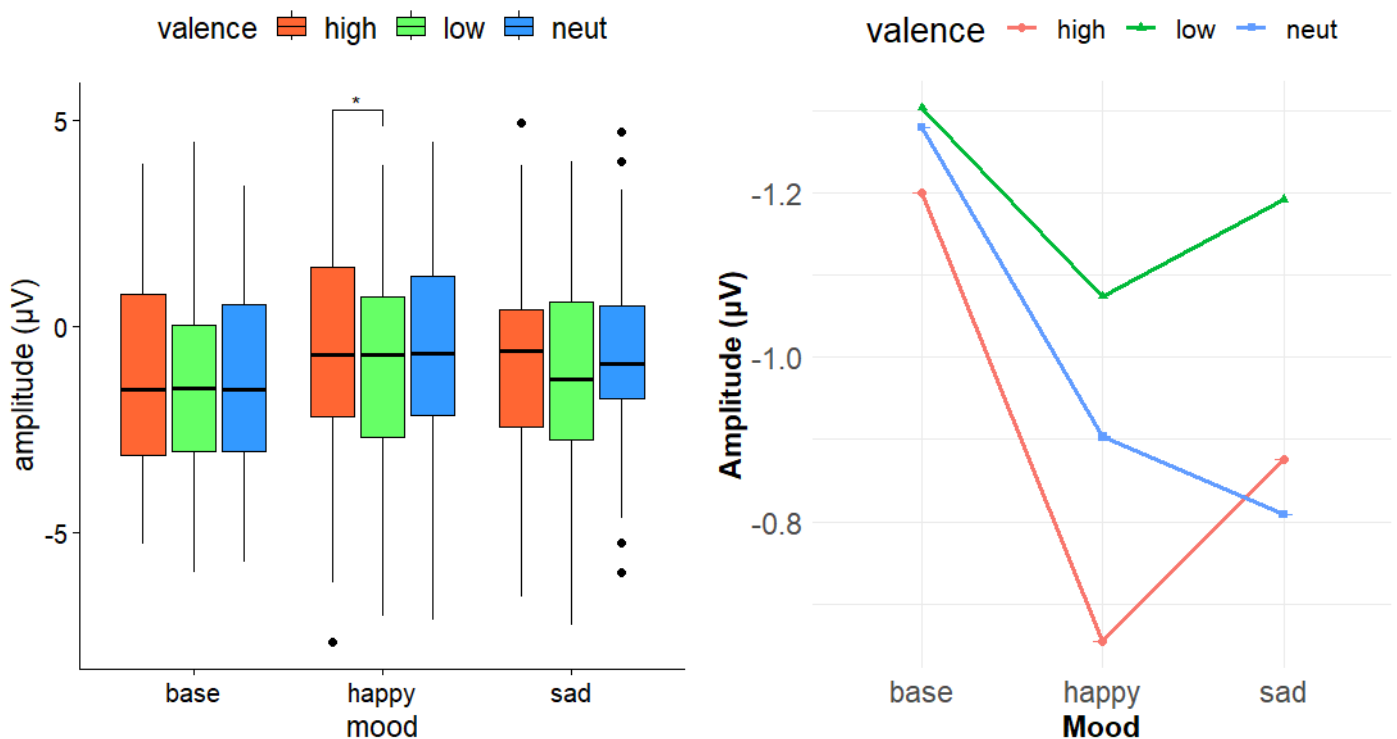 valence high low neut
5
0
-5
amplitude (µV)
*
base happy sad
mood
valence high low neut
-1.2
-1.0
-0.8
Amplitude (µV)
base happy sad
Mood